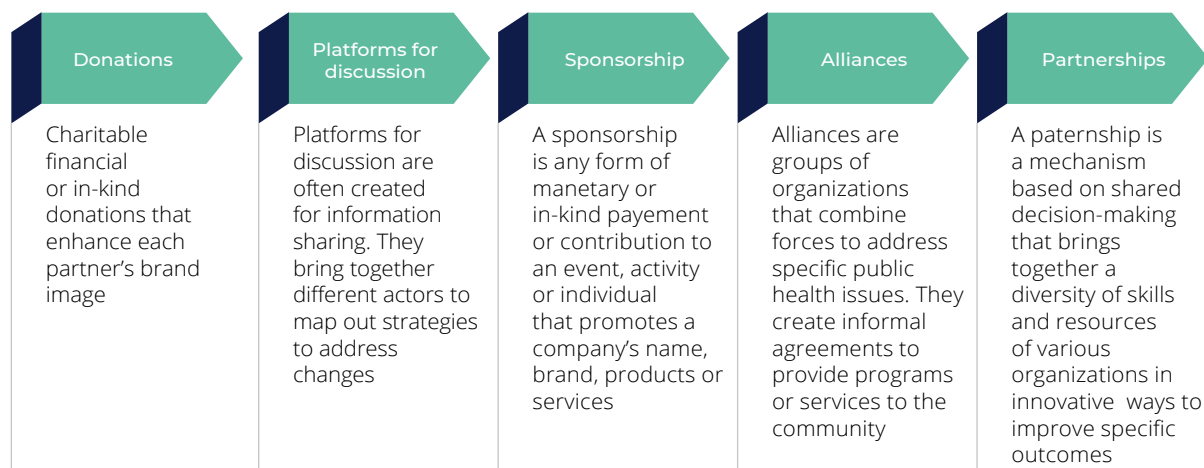 Donations
Charitable
financial
or in-kind
donations that
enhance each
partner's brand
image
Platforms for
discussion
Platforms for
discussion are
often created
for information
sharing. They
bring together
different actors to
map out strategies
to address
changes
Sponsorship
A sponsorship
is any form of
manetary or
in-kind payement
or contribution to
an event, activity
or individual
that promotes a
company's name,
brand, products or
services
Alliances
Alliances are
groups of
organizations
that combine
forces to address
specific public
health issues. They
create informal
agreements to
provide programs
or services to the
community
Partnerships
A paternship is
a mechanism
based on shared
decision-making
that brings
together a
diversity of skills
and resources
of various
organizations in
innovative  ways to
improve specific
outcomes